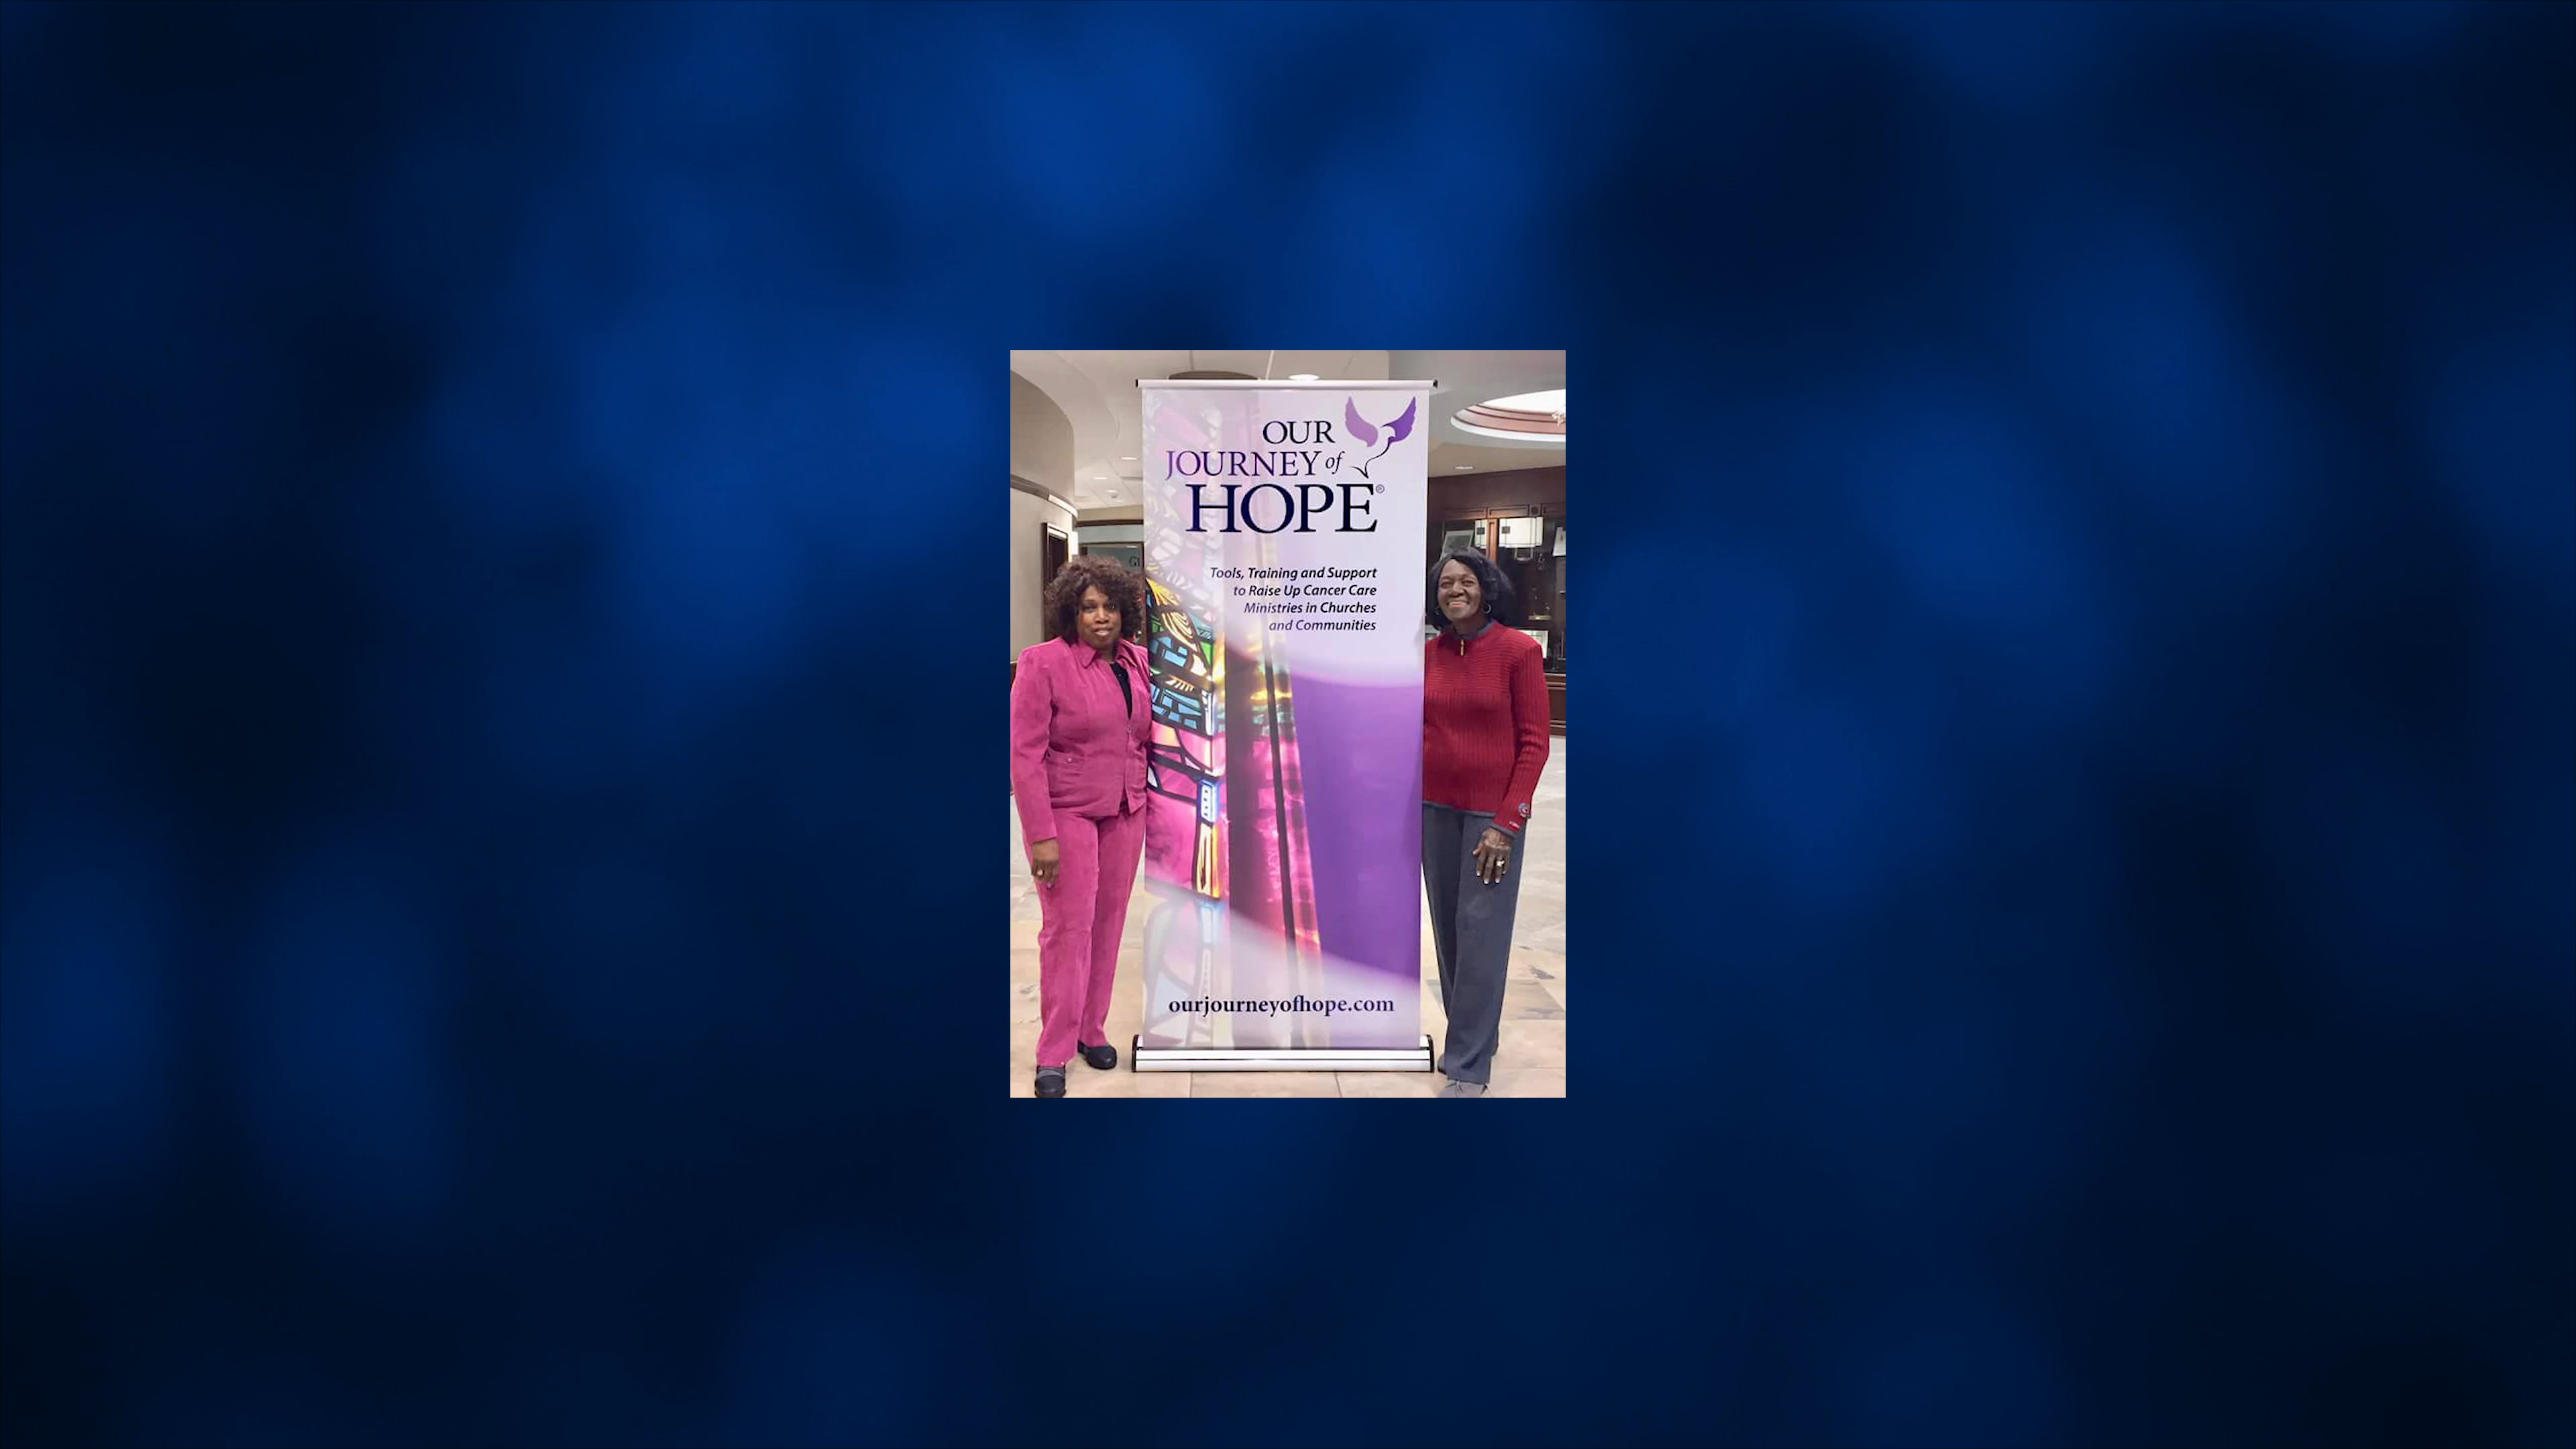 OUR
JOURNEY of
HOPE®
Tools, Training and Support
to Raise Up Cancer Care
Ministries in Churches
and Communities
ourjourneyofhope.com